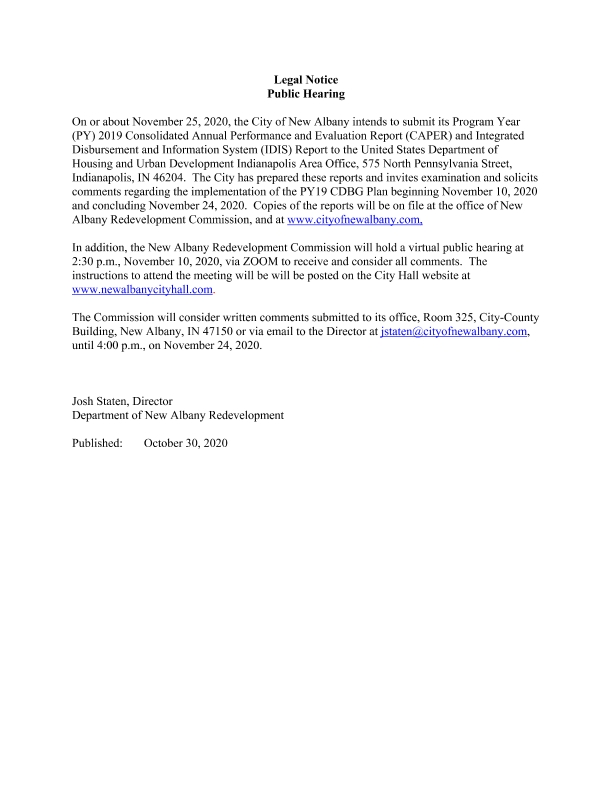 Legal Notice
Public Hearing
On or about November 25, 2020, the City of New Albany intends to submit its Program Year
(PY) 2019 Consolidated Annual Performance and Evaluation Report (CAPER) and Integrated
Disbursement and Information System (IDIS) Report to the United States Department of
Housing and Urban Development Indianapolis Area Office, 575 North Pennsylvania Street,
Indianapolis, IN 46204.  The City has prepared these reports and invites examination and solicits
comments regarding the implementation of the PY19 CDBG Plan beginning November 10, 2020
and concluding November 24, 2020.  Copies of the reports will be on file at the office of New
Albany Redevelopment Commission, and at www.cityofnewalbany.com,
In addition, the New Albany Redevelopment Commission will hold a virtual public hearing at
2:30 p.m., November 10, 2020, via ZOOM to receive and consider all comments.  The
instructions to attend the meeting will be will be posted on the City Hall website at
www.newalbanycityhall.com.
The Commission will consider written comments submitted to its office, Room 325, City-County
Building, New Albany, IN 47150 or via email to the Director at jstaten@cityofnewalbany.com,
until 4:00 p.m., on November 24, 2020.
Josh Staten, Director
Department of New Albany Redevelopment
Published: October 30, 2020